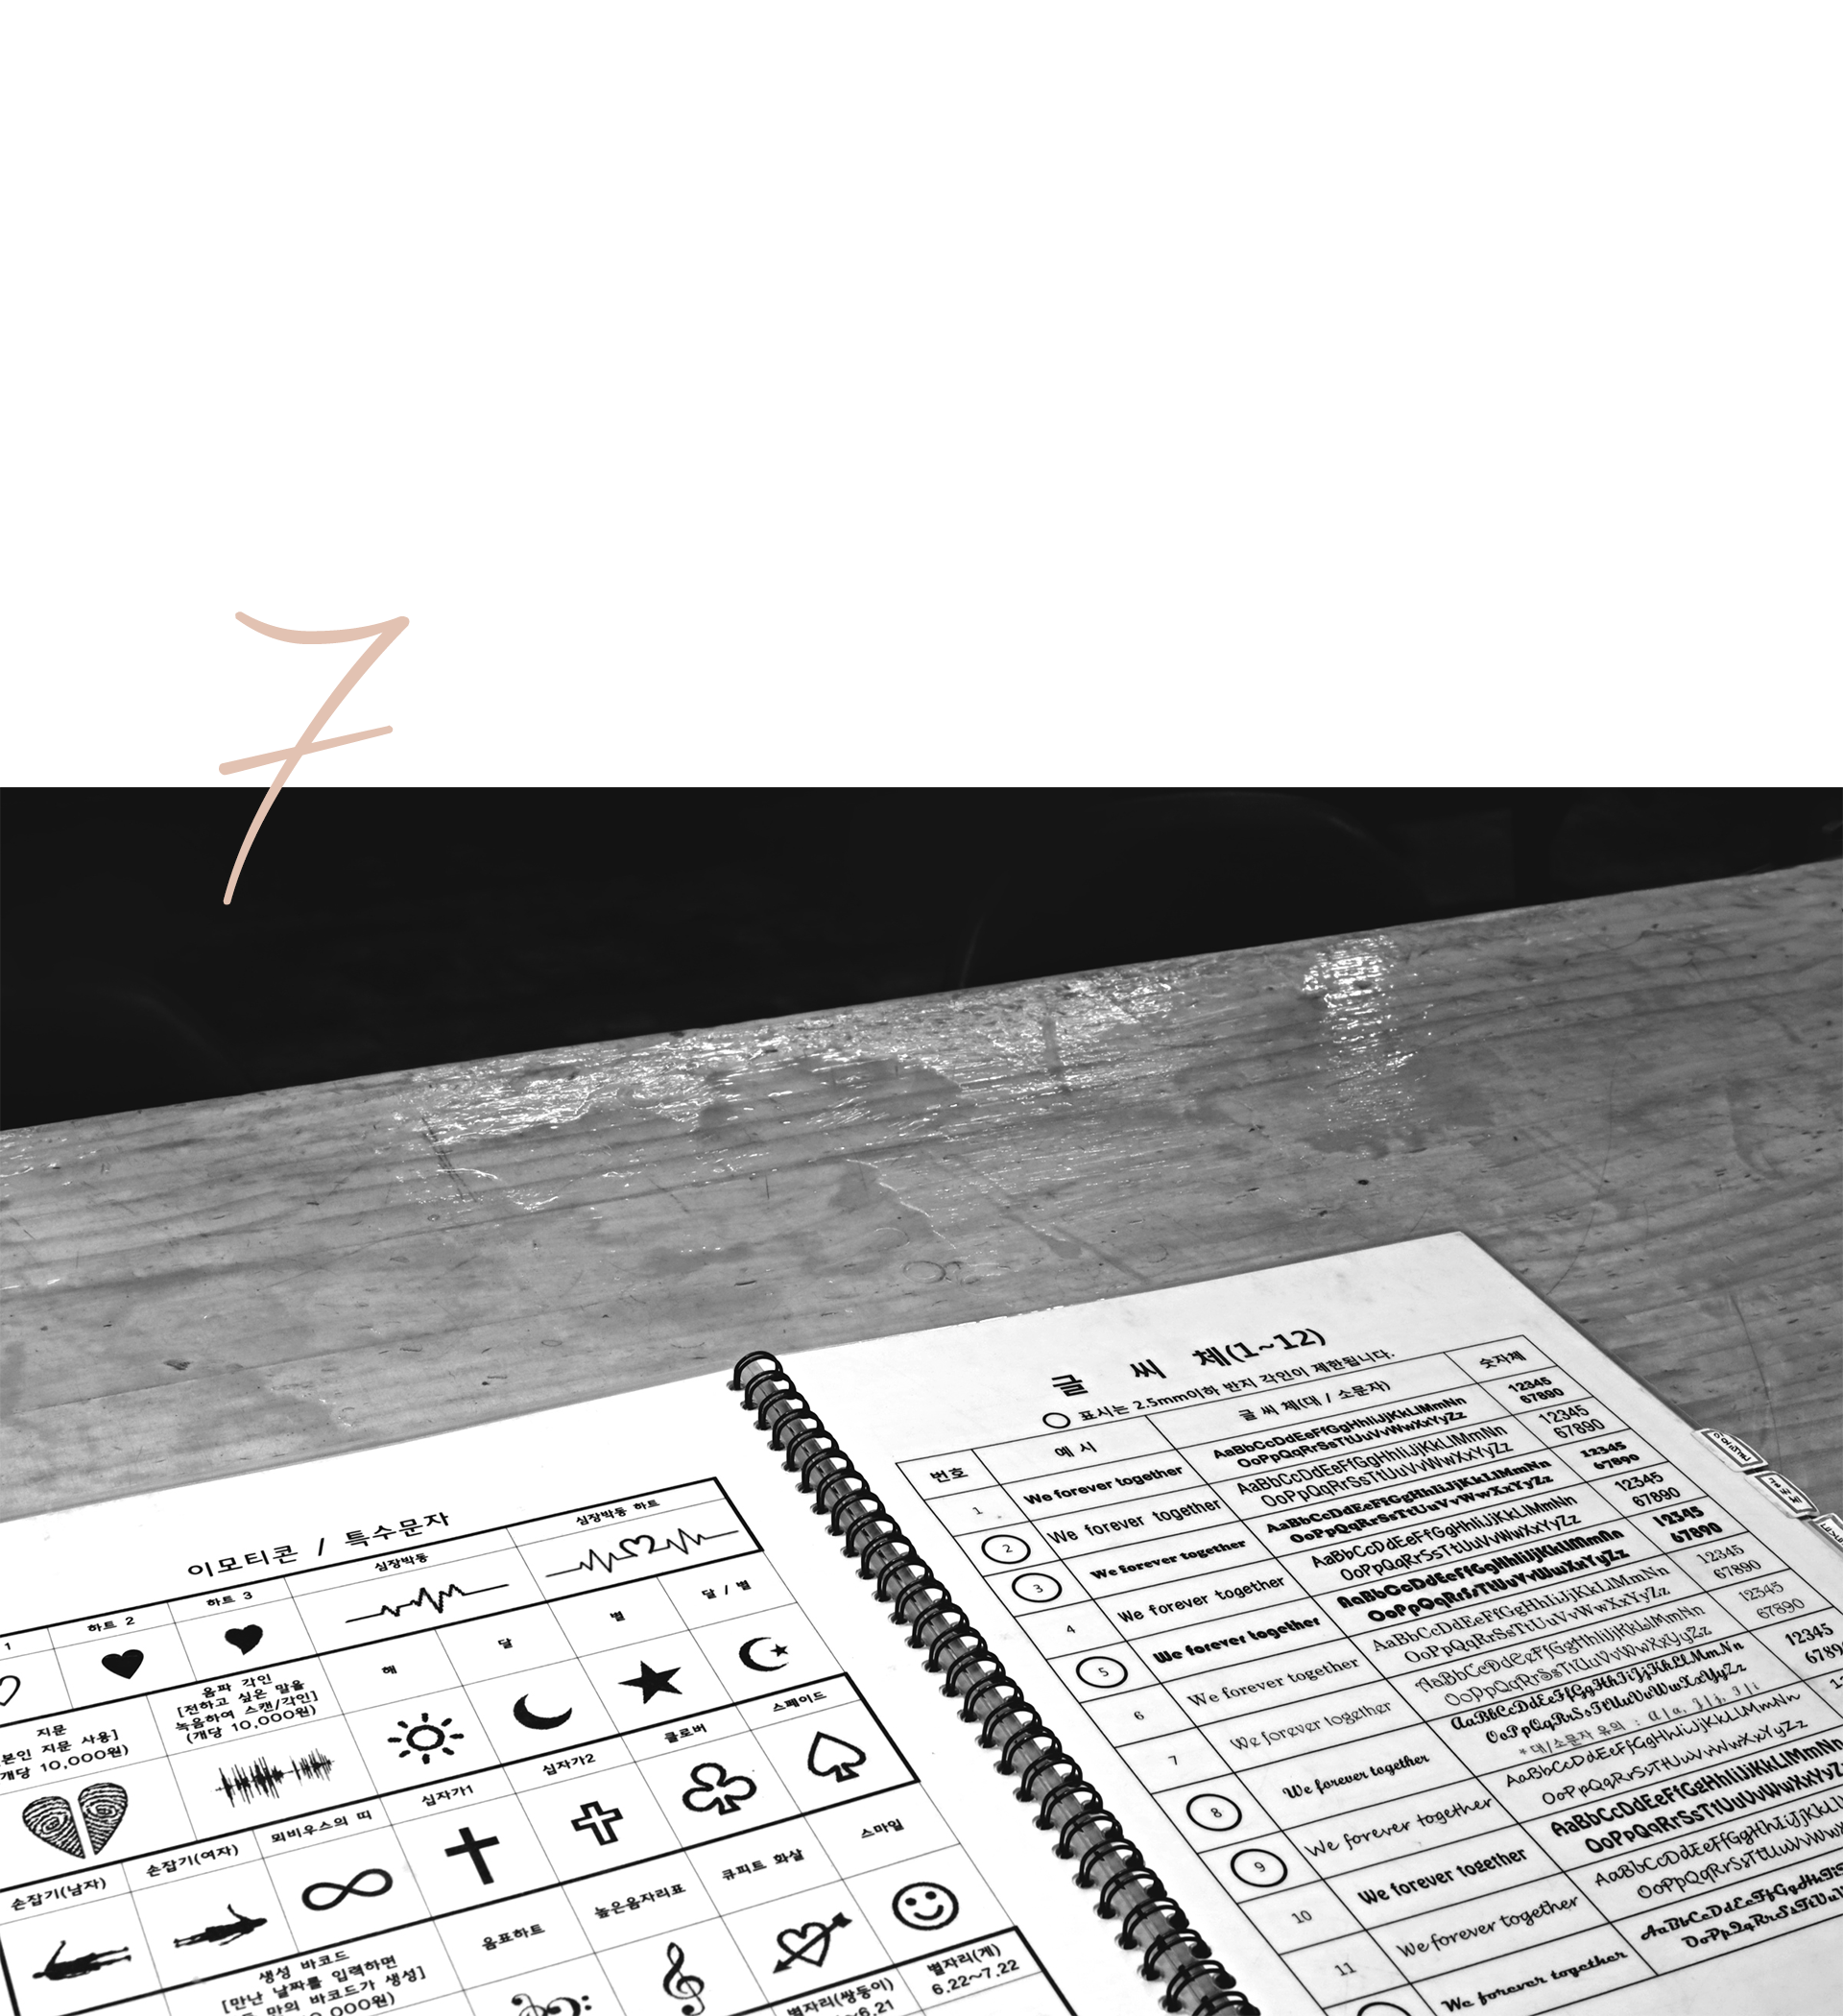 7
이모티콘 / 특수문자
1
하트 2
하트 3
심장박동
심장박동 하트
지문
본인 지문 사용]
개당 10,000원)
음파 각인
[전하고 싶은 말을
녹음하여 스캔/각인]
(개당 10,000원)
해
달
별
달 / 별
손잡기(남자)
손잡기(여자)
뫼비우스의 띠
십자가1
십자가2
클로버
스페이드
생성 바코드
[만난 날짜를 입력하면
만의 바코드가 생성]
000원)
음표하트
높은음자리표
큐피트 화살
스마일
별자리(쌍둥이)
6.21
별자리(게)
6.22~7.22
글 씨 체(1~12)
표시는 2.5mm이하 반지 각인이 제한됩니다.
번호 예 시 글 씨 체(대 / 소문자) 숫자체
1 We forever together AaBbCcDdEeFfGgHhIiJjKkLlMmNn 12345
OoPpQqRrSsTtUuVvWwXxYyZz 67890
2 We forever together AaBbCcDdEeFfGgHhIiJjKkLlMmNn 12345
OoPpQqRrSsTtUuVvWwXxYyZz 67890
3 We forever together AaBbCcDdEeFfGgHhIiJjKkLlMmNn 12345
OoPpQqRrSsTtUuVvWwXxYyZz 67890
4 We forever together AaBbCcDdEeFfGgHhIiJjKkLlMmNn 12345
OoPpQqRrSsTtUuVvWwXxYyZz 67890
5 We forever together AaBbCcDdEeFfGgHhIiJjKkLlMmNn 12345
OoPpQqRrSsTtUuVvWwXxYyZz 67890
6 We forever together AaBbCcDdEeFfGgHhIiJjKkLlMmNn 12345
OoPpQqRrSsTtUuVvWwXxYyZz 67890
7 We forever together AaBbCcDdEeFfGgHhIiJjKkLlMmNn 12345
OoPpQqRrSsTtUuVvWwXxYyZz 67890
8 We forever together AaBbCcDdEeFfGgHhIiJjKkLlMmNn 12345
OoPpQqRrSsTtUuVvWwXxYyZz 6789
* 대/소문자 유의 :
9 We forever together AaBbCcDdEeFfGgHhIiJjKkLlMmNn
OoPpQqRrSsTtUuVvWwXxYyZz
10 We forever together AaBbCcDdEeFfGgHhIiJjKkLlMmNn
OoPpQqRrSsTtUuVvWwXxYyZ
11 We forever together AaBbCcDdEeFfGgHhIiJjKkLl
OoPpQqRrSsTtUuVvWwX
We forever together AaBbCcDdEeFfGgHhIi
OoPpQqRrSsTtUu